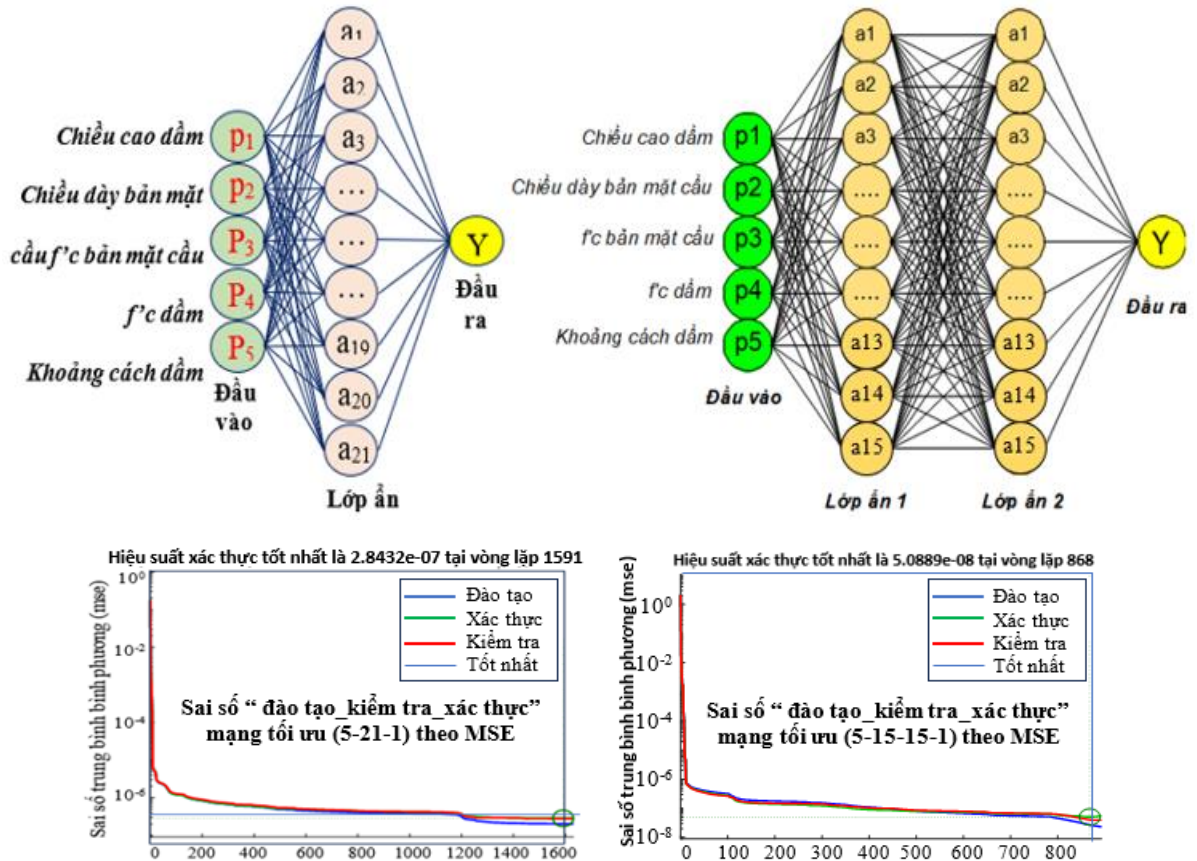 Chiều cao dầm
Chiều dày bản mặt
cầu f'c bản mặt cầu
f'c dầm
Khoảng cách dầm
p1
p2
P3
P4
P5
Đầu
vào
a1
a2
a3
...
...
...
a19
a20
a21
Lớp ẩn
Y
Đầu
ra
Chiều cao dầm
Chiều dày bản mặt cầu
f'c bản mặt cầu
f'c dầm
Khoảng cách dầm
p1
p2
p3
p4
p5
Đầu vào
a1
a2
a3
....
....
....
a13
a14
a15
Lớp ẩn 1
a1
a2
a3
....
....
....
a13
a14
a15
Lớp ẩn 2
Y
Đầu ra
Hiệu suất xác thực tốt nhất là 2.8432e-07 tại vòng lặp 1591
Sai số trung bình bình phương (mse)
10^0
10^-2
10^-4
10^-6
Đào tạo
Xác thực
Kiểm tra
Tốt nhất
Sai số “ đào tạo_kiểm tra_xác thực”
mạng tối ưu (5-21-1) theo MSE
0 200 400 600 800 1000 1200 1400 1600
Hiệu suất xác thực tốt nhất là 5.0889e-08 tại vòng lặp 868
Sai số trung bình bình phương (mse)
10^0
10^-2
10^-4
10^-6
10^-8
Đào tạo
Xác thực
Kiểm tra
Tốt nhất
Sai số “ đào tạo_kiểm tra_xác thực”
mạng tối ưu (5-15-15-1) theo MSE
0 100 200 300 400 500 600 700 800